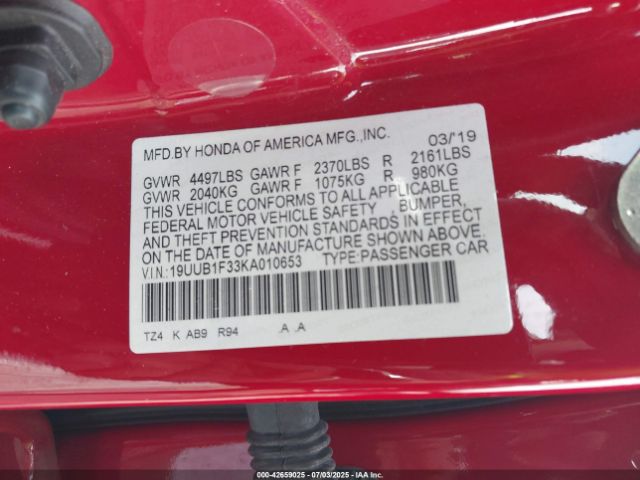 MFD.BY HONDA OF AMERICA MFG.,INC. 03/'19
GVWR 4497LBS GAWR F 2370LBS R 2161LBS
GVWR 2040KG GAWR F 1075KG R 980KG
THIS VEHICLE CONFORMS TO ALL APPLICABLE
FEDERAL MOTOR VEHICLE SAFETY , BUMPER,
AND THEFT PREVENTION STANDARDS IN EFFECT
ON THE DATE OF MANUFACTURE SHOWN ABOVE.
V.I.N.: 19UUB1F33KA010653 TYPE:PASSENGER CAR
TZ4 K AB9 R94 .A .A
000-42659025 - 07/03/2025 - IAA Inc.